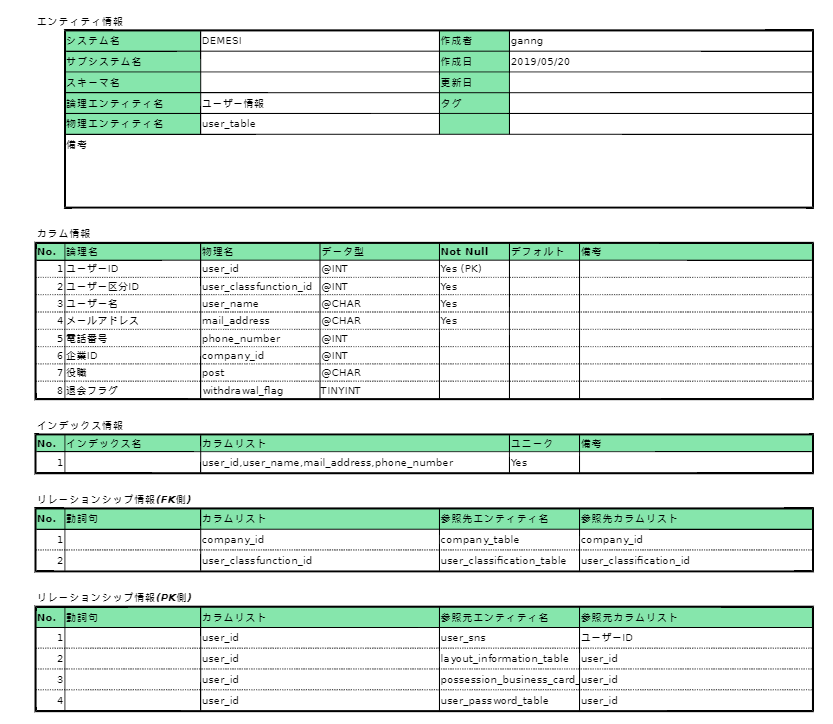 エンティティ情報
システム名 DEMESI 作成者 ganng
サブシステム名 作成日 2019/05/20
スキーマ名 更新日
論理エンティティ名 ユーザー情報 タグ
物理エンティティ名 user_table
備考
カラム情報
No. 論理名 物理名 データ型 Not Null デフォルト 備考
1 ユーザーID user_id @INT Yes (PK)
2 ユーザー区分ID user_classfunction_id @INT Yes
3 ユーザー名 user_name @CHAR Yes
4 メールアドレス mail_address @CHAR Yes
5 電話番号 phone_number @INT
6 企業ID company_id @INT
7 役職 post @CHAR
8 退会フラグ withdrawal_flag TINYINT
インデックス情報
No. インデックス名 カラムリスト ユニーク 備考
1 user_id,user_name,mail_address,phone_number Yes
リレーションシップ情報(FK側)
No. 動詞句 カラムリスト 参照先エンティティ名 参照先カラムリスト
1 company_id company_table company_id
2 user_classfunction_id user_classification_table user_classification_id
リレーションシップ情報(PK側)
No. 動詞句 カラムリスト 参照元エンティティ名 参照元カラムリスト
1 user_id user_sns ユーザーID
2 user_id layout_information_table user_id
3 user_id possession_business_card_ user_id
4 user_id user_password_table user_id